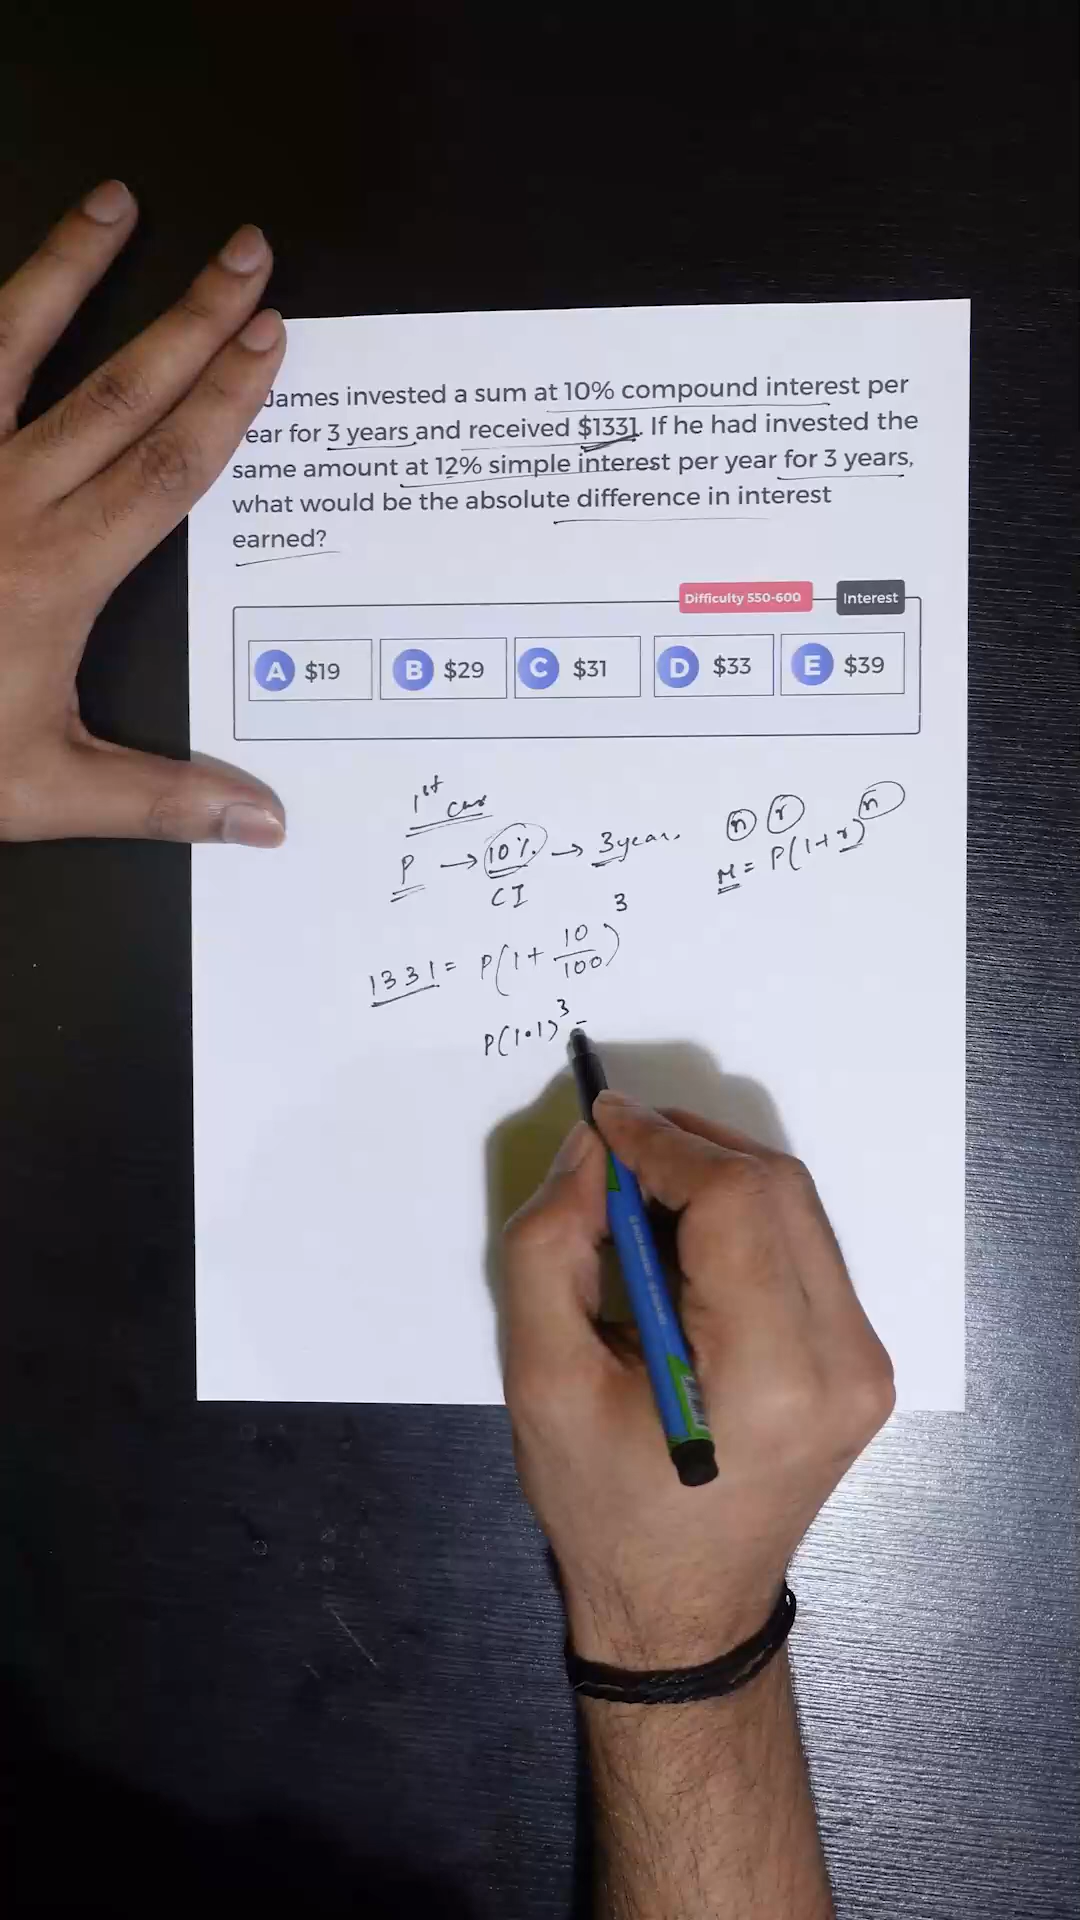 James invested a sum at 10% compound interest per
ear for 3 years and received $1331. If he had invested the
same amount at 12% simple interest per year for 3 years,
what would be the absolute difference in interest
earned?
Difficulty 550-600 Interest
A $19 B $29 C $31 D $33 E $39
1st Case
P → 10% → 3 years.
CI
n r
M = P(1+r)^n
1331 = P(1+10/100)^3
P(1.1)^3 =